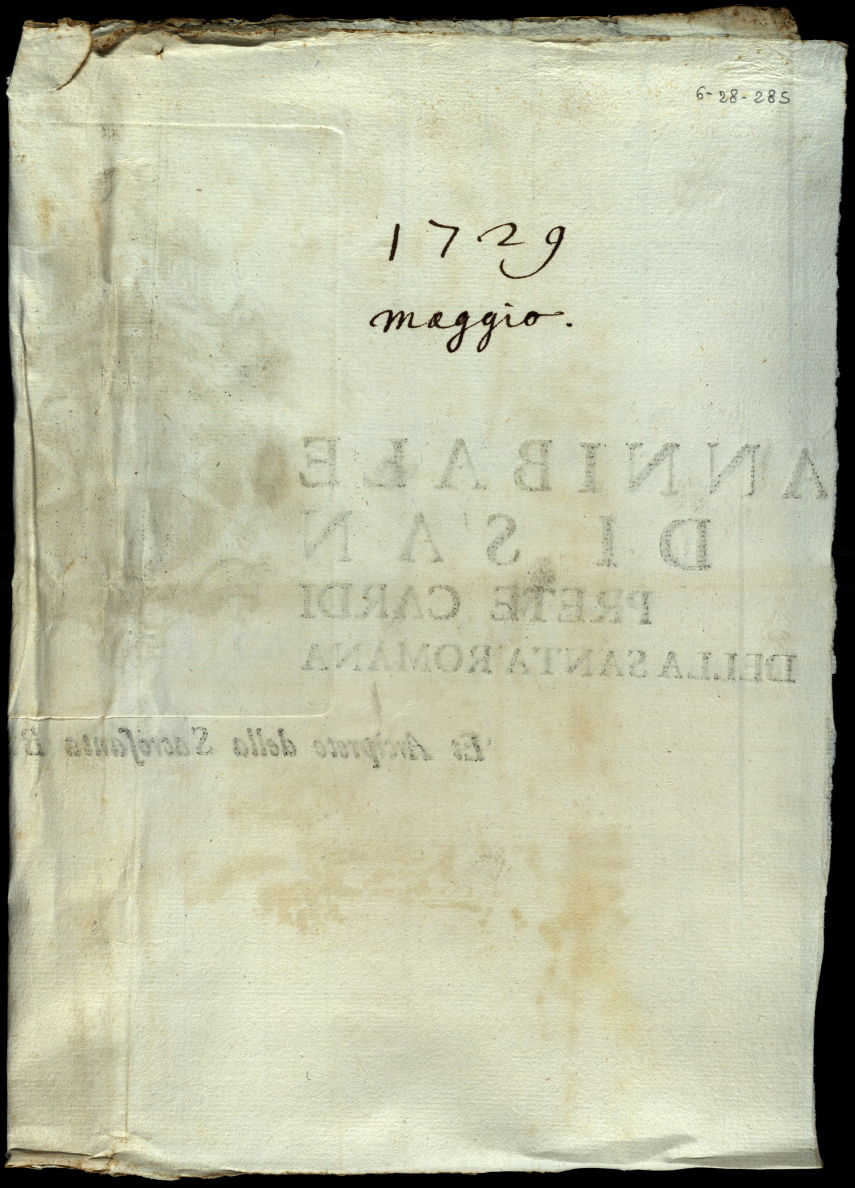 6-28-285
1729
maggio.
ANNIBALE
DI SAN
PRETE CARDI
DELLA SANTA ROMANA
Et Arciprete della Sacrosanta B